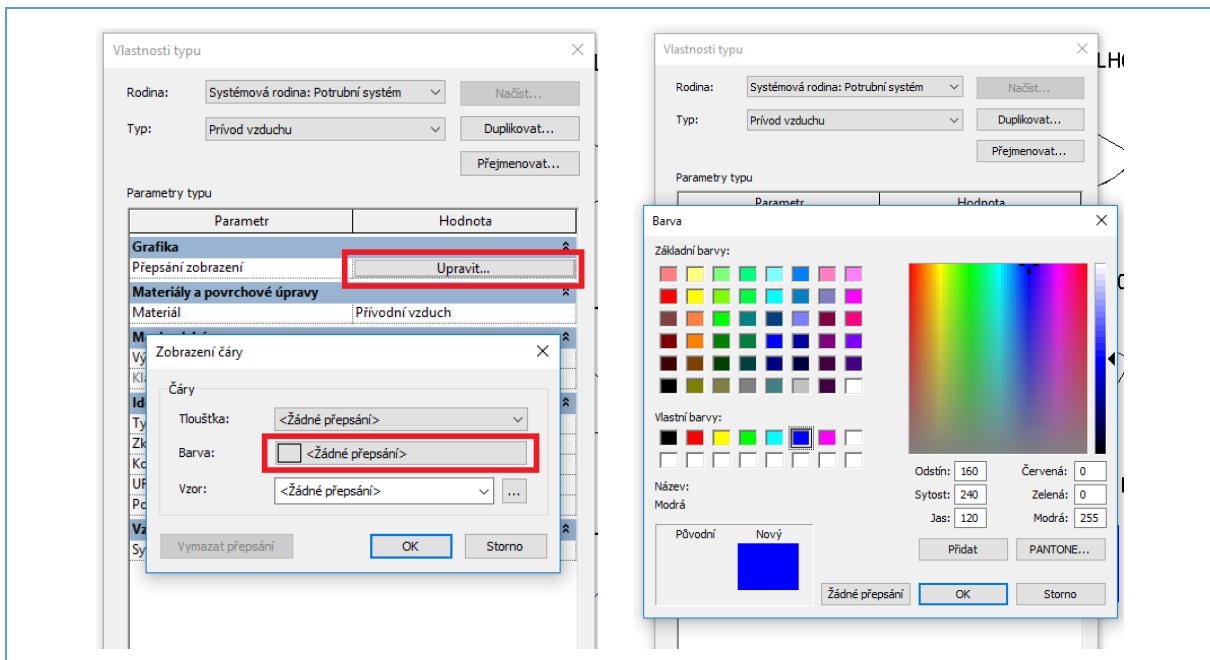 Vlastnosti typu
Rodina: Systémová rodina: Potrubní systém Načíst...
Typ: Prívod vzduchu Duplikovat...
Přejmenovat...
Parametry typu
Parametr Hodnota
Grafika
Přepsání zobrazení Upravit...
Materiály a povrchové úpravy
Materiál Přívodní vzduch
Zobrazení čáry
Čáry
Tloušťka: <Žádné přepsání>
Barva: <Žádné přepsání>
Vzor: <Žádné přepsání> ...
Vymazat přepsání OK Storno
Vlastnosti typu
Rodina: Systémová rodina: Potrubní systém Načíst...
Typ: Prívod vzduchu Duplikovat...
Přejmenovat...
Parametry typu
Parametr Hodnota
Barva
Základní barvy:
Vlastní barvy:
Název:
Modrá
Původní Nový
Odstín: 160 Červená: 0
Sytost: 240 Zelená: 0
Jas: 120 Modrá: 255
Přidat PANTONE...
Žádné přepsání OK Storno